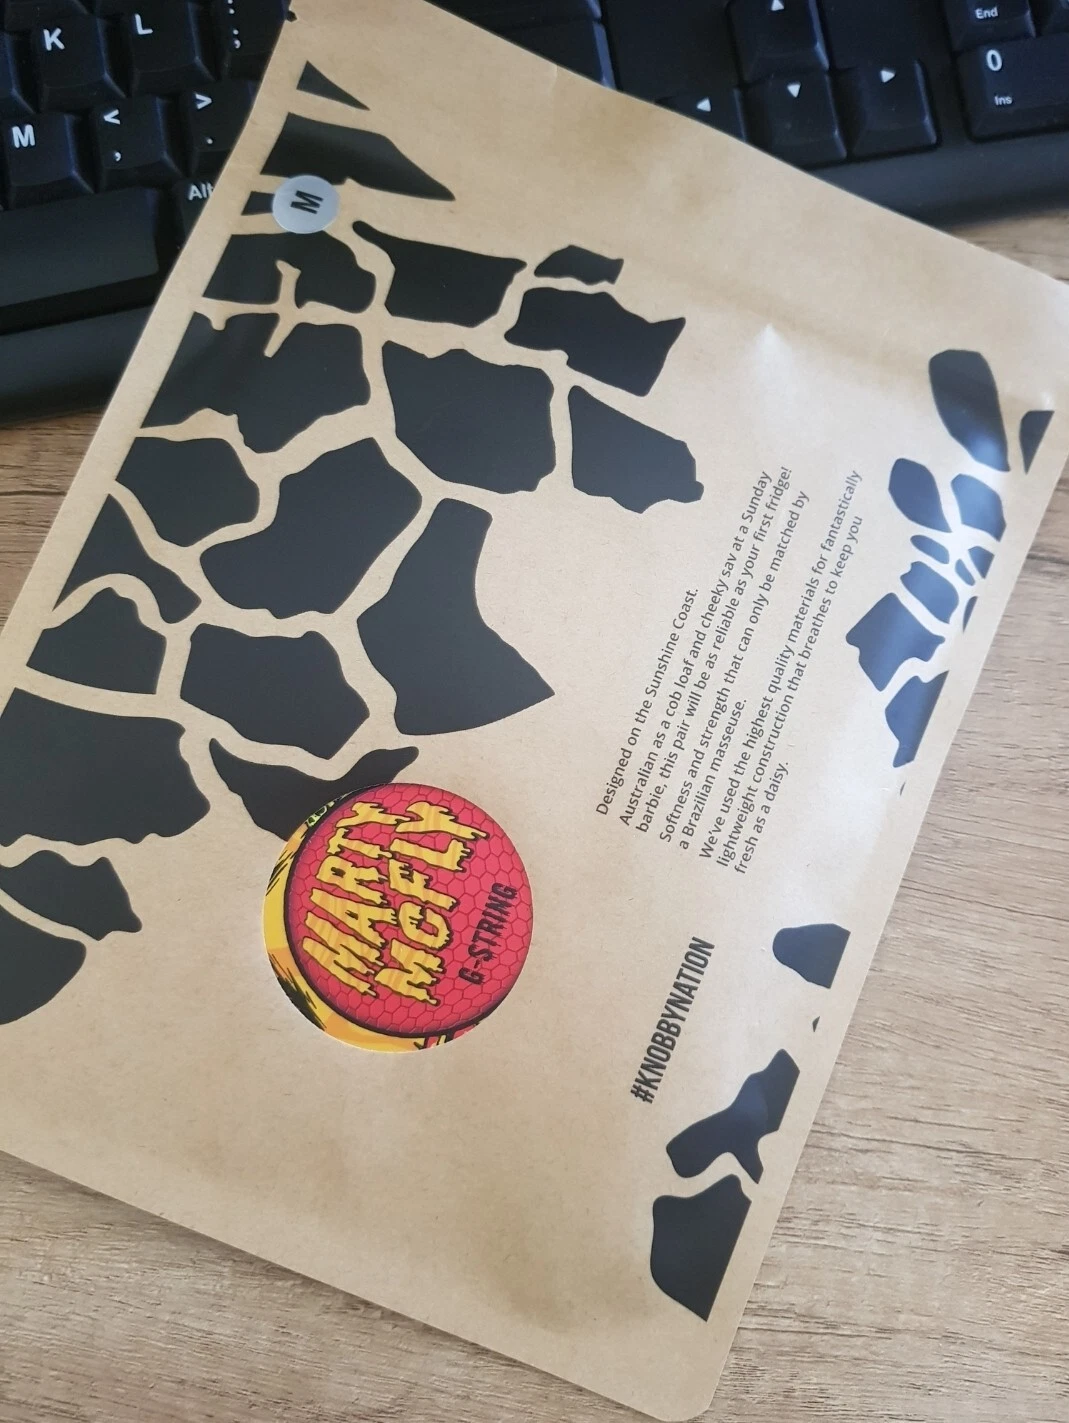 K
L
:
;
M
<
,
>
.
Alt
End
0
Ins
M
MARTY
MCFLY
G-STRING
Designed on the Sunshine Coast.
Australian as a cob loaf and cheeky sav at a Sunday
barbie, this pair will be as reliable as your first fridge!
Softness and strength that can only be matched by
a Brazilian masseuse.
We've used the highest quality materials for fantastically
lightweight construction that breathes to keep you
fresh as a daisy.
#KNOBBYNATION